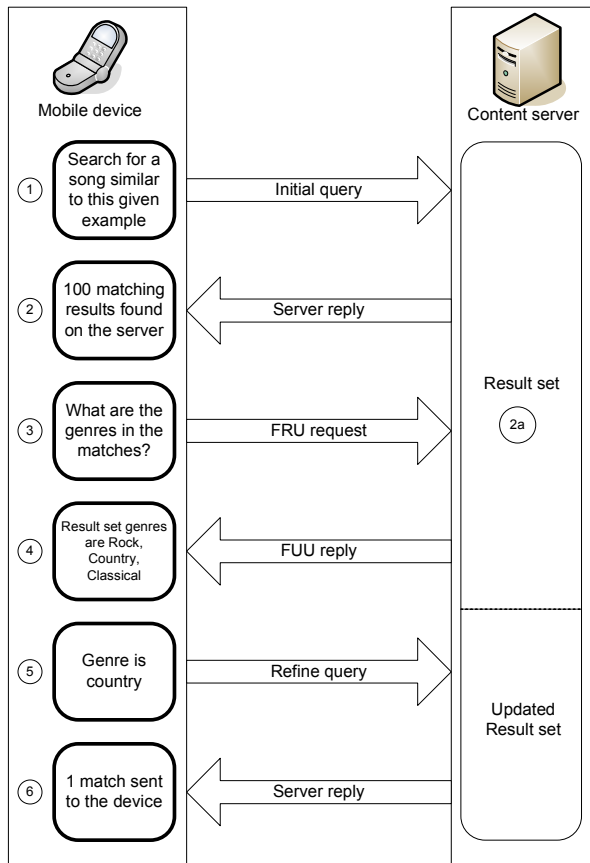 Mobile device
Content server
1
Search for a
song similar
to this given
example
Initial query
2
100 matching
results found
on the server
Server reply
3
What are the
genres in the
matches?
FRU request
Result set
2a
4
Result set genres
are Rock,
Country,
Classical
FUU reply
5
Genre is
country
Refine query
Updated
Result set
6
1 match sent
to the device
Server reply